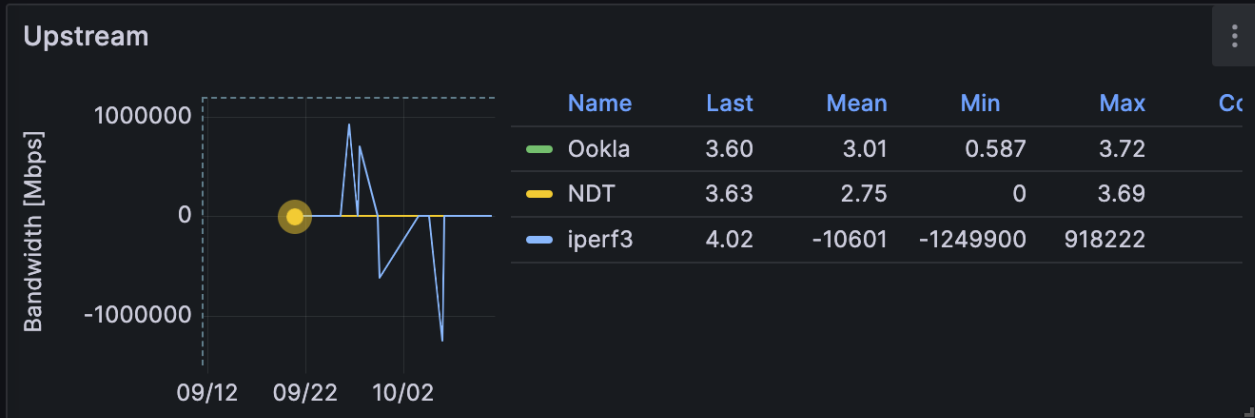 Upstream
Bandwidth [Mbps]
1000000
0
-1000000
09/12 09/22 10/02
Name Last Mean Min Max
Ookla 3.60 3.01 0.587 3.72
NDT 3.63 2.75 0 3.69
iperf3 4.02 -10601 -1249900 918222